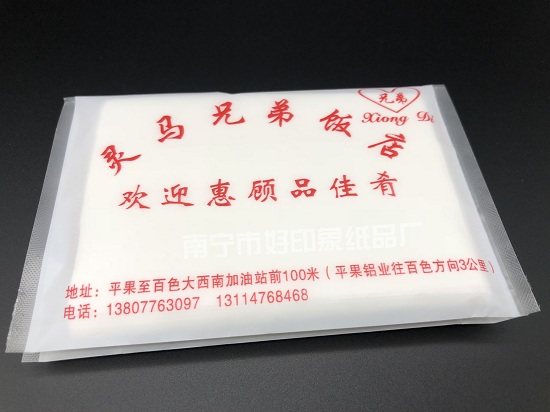 兄弟
Xiong Di
灵马兄弟饭店
欢迎惠顾品佳肴
南宁市好印象纸品厂
地址：平果至百色大西南加油站前100米（平果铝业往百色方向3公里）
电话：13807763097 13114768468